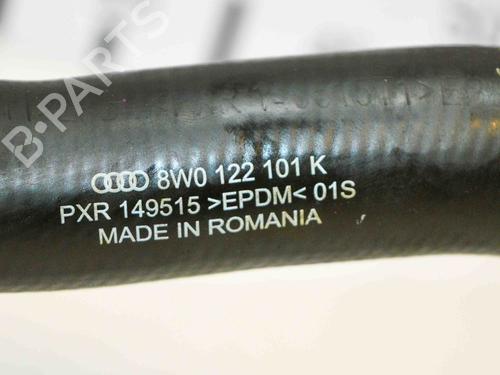 8W0 122 101 K
PXR 149515 >EPDM< 01S
MADE IN ROMANIA
B-PARTS